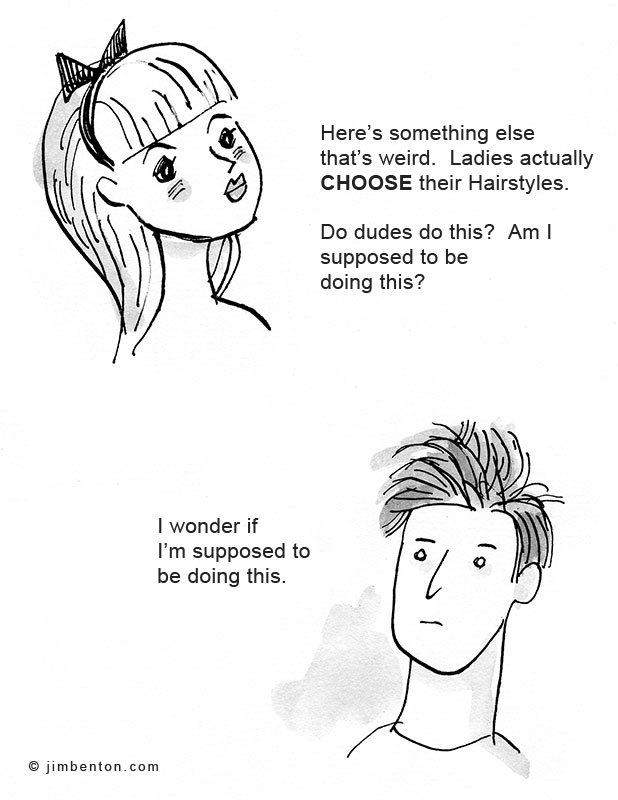 Here's something else
that's weird.  Ladies actually
CHOOSE their Hairstyles.
Do dudes do this?  Am I
supposed to be
doing this?
I wonder if
I'm supposed to
be doing this.
© jimbenton.com